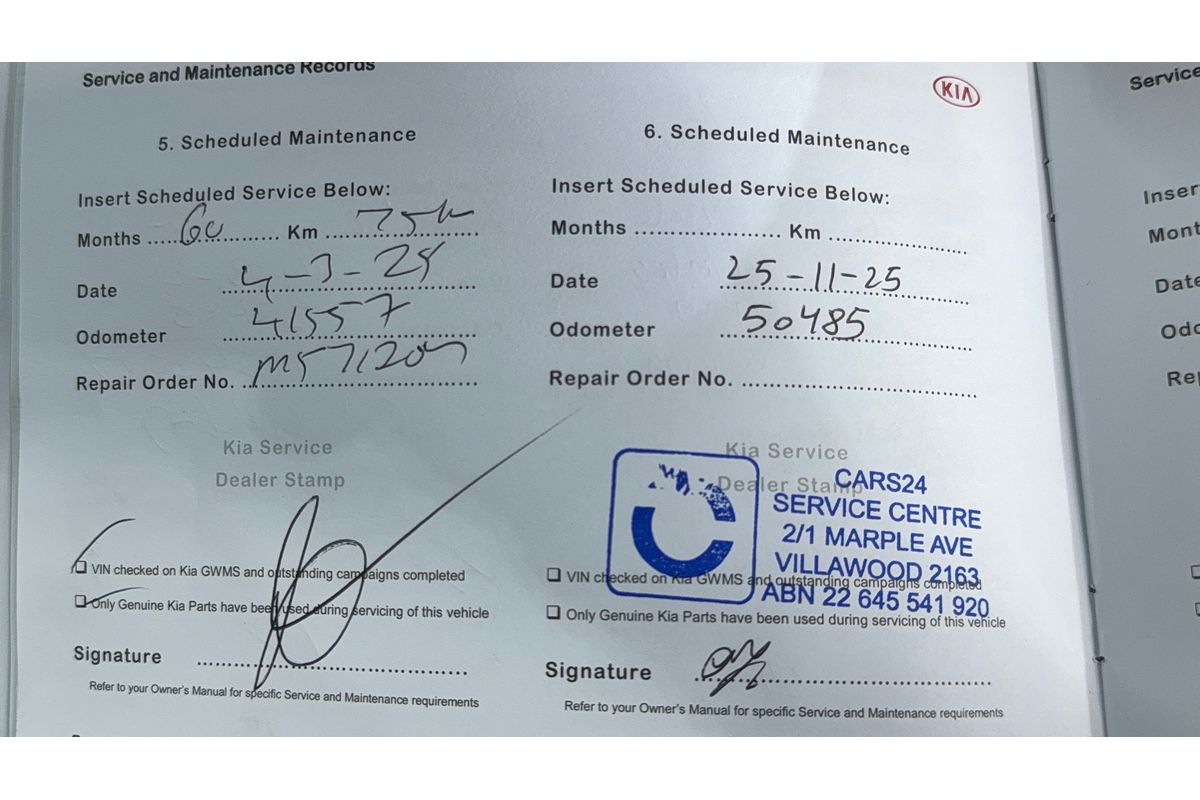 Service and Maintenance Records
KIA
5. Scheduled Maintenance
Insert Scheduled Service Below:
Months 60 Km 75k
Date 4-3-25
Odometer 41557
Repair Order No.
Kia Service
Dealer Stamp
VIN checked on Kia GWMS and outstanding campaigns completed
Only Genuine Kia Parts have been used during servicing of this vehicle
Signature
Refer to your Owner's Manual for specific Service and Maintenance requirements
6. Scheduled Maintenance
Insert Scheduled Service Below:
Months Km
Date 25-11-25
Odometer 50485
Repair Order No.
Kia Service
Dealer Stamp
CARS24
SERVICE CENTRE
2/1 MARPLE AVE
VILLAWOOD 2163
ABN 22 645 541 920
VIN checked on Kia GWMS and outstanding campaigns completed
Only Genuine Kia Parts have been used during servicing of this vehicle
Signature
Refer to your Owner's Manual for specific Service and Maintenance requirements
Service